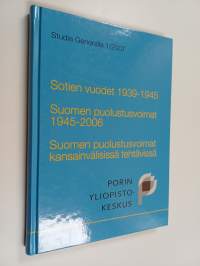 Studia Generalia 1/2007
Sotien vuodet 1939-1945
Suomen puolustusvoimat
1945-2006
Suomen puolustusvoimat
kansainvälisissä tehtävissä
PORIN
YLIOPISTO-
KESKUS